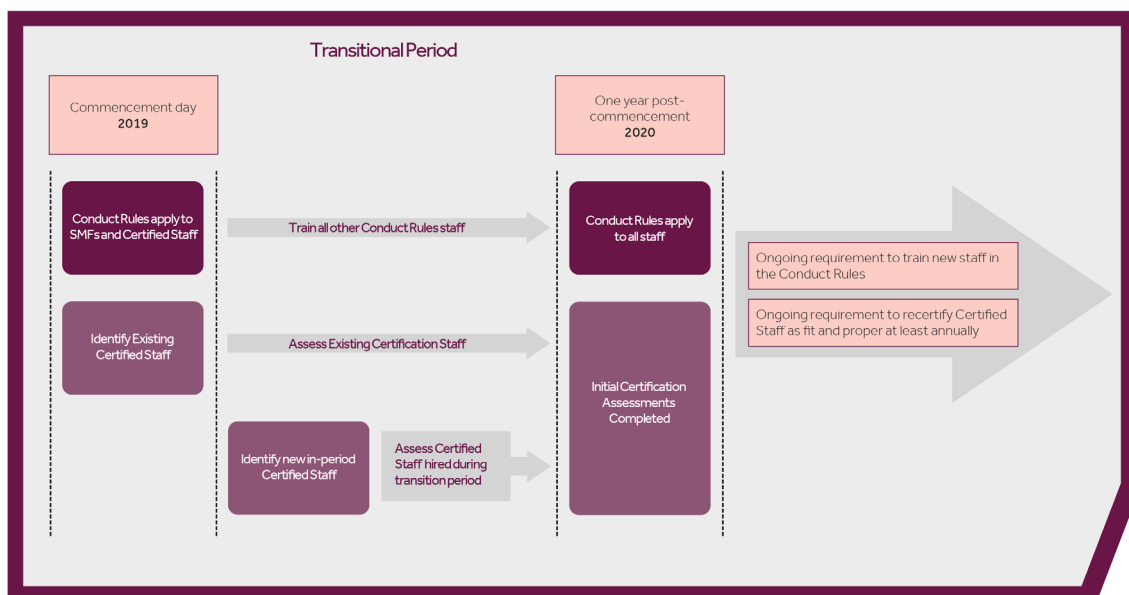 Transitional Period
Commencement day
2019
One year post-
commencement
2020
Conduct Rules apply to
SMFs and Certified Staff
Train all other Conduct Rules staff
Conduct Rules apply
to all staff
Ongoing requirement to train new staff in
the Conduct Rules
Ongoing requirement to recertify Certified
Staff as fit and proper at least annually
Identify Existing
Certified Staff
Assess Existing Certification Staff
Initial Certification
Assessments
Completed
Identify new in-period
Certified Staff
Assess Certified
Staff hired during
transition period